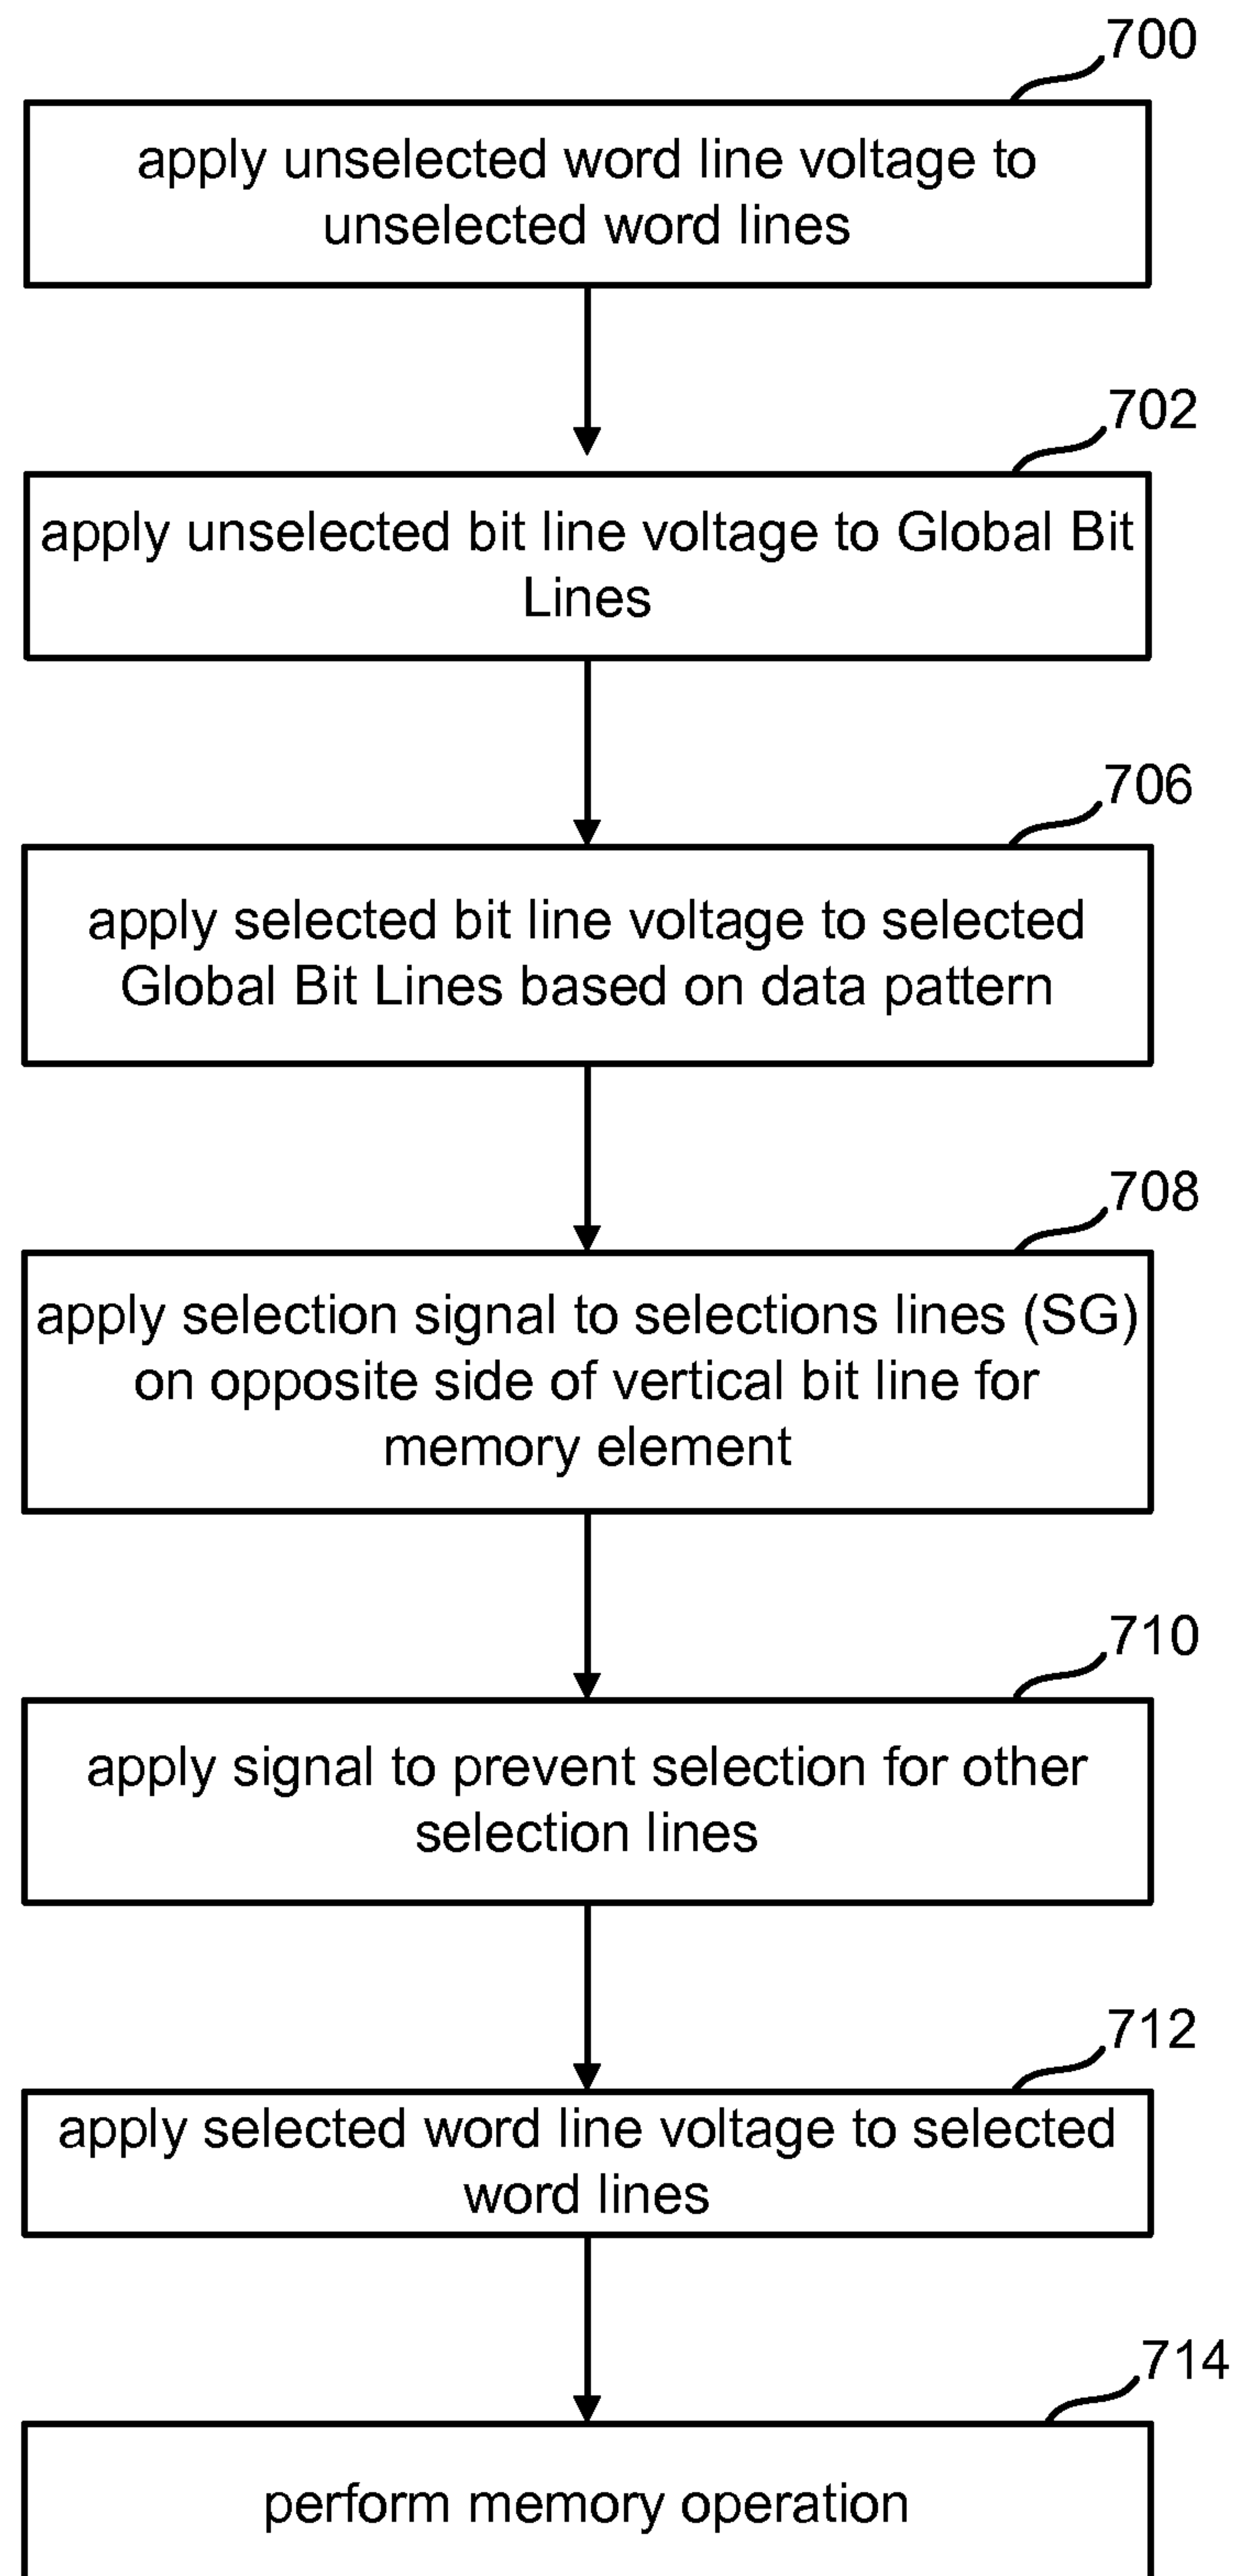 700
apply unselected word line voltage to
unselected word lines
702
apply unselected bit line voltage to Global Bit
Lines
706
apply selected bit line voltage to selected
Global Bit Lines based on data pattern
708
apply selection signal to selections lines (SG)
on opposite side of vertical bit line for
memory element
710
apply signal to prevent selection for other
selection lines
712
apply selected word line voltage to selected
word lines
714
perform memory operation